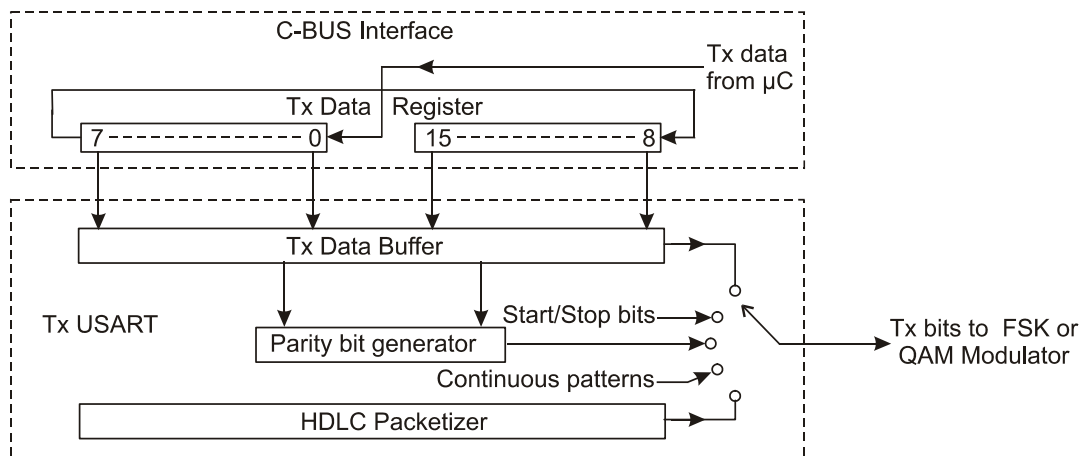 C-BUS Interface
Tx data
from µC
Tx Data Register
7 0 15 8
Tx Data Buffer
Tx USART
Start/Stop bits
Parity bit generator
Tx bits to FSK or
QAM Modulator
Continuous patterns
HDLC Packetizer